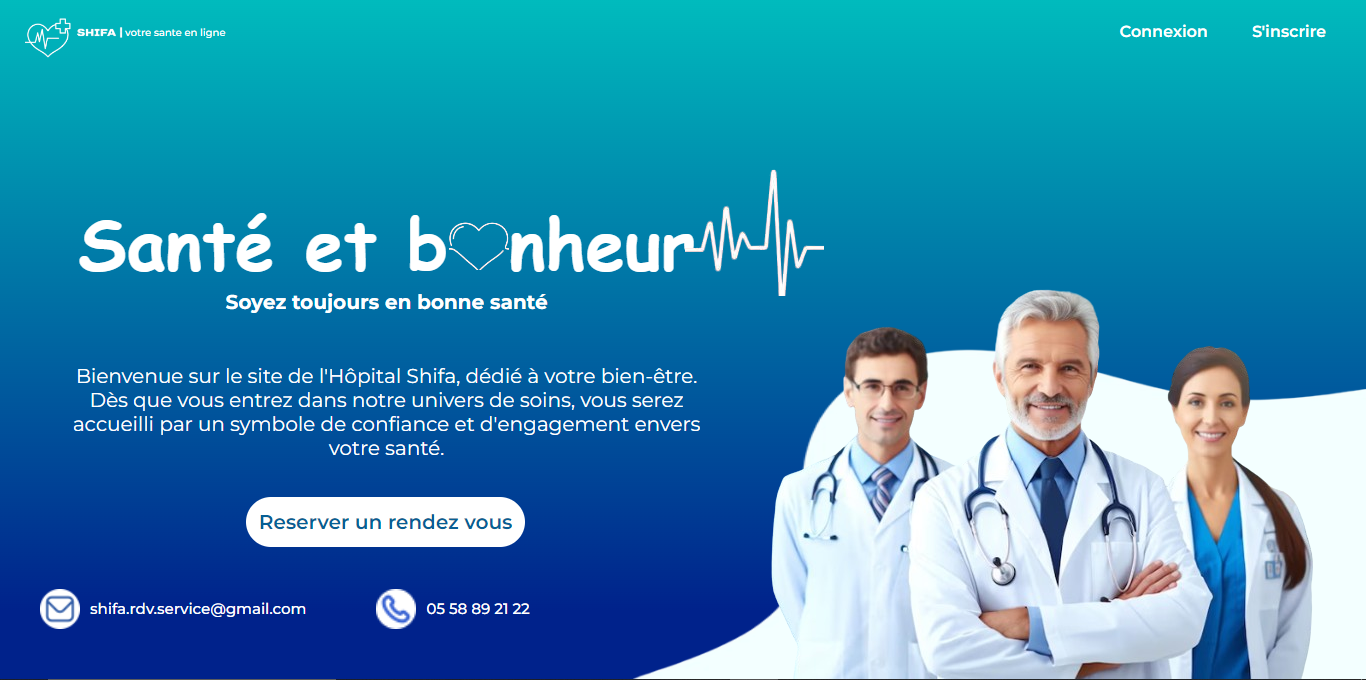 SHIFA | votre sante en ligne
Connexion
S'inscrire
Santé et bonheur
Soyez toujours en bonne santé
Bienvenue sur le site de l'Hôpital Shifa, dédié à votre bien-être.
Dès que vous entrez dans notre univers de soins, vous serez
accueilli par un symbole de confiance et d'engagement envers
votre santé.
Reserver un rendez vous
shifa.rdv.service@gmail.com
05 58 89 21 22